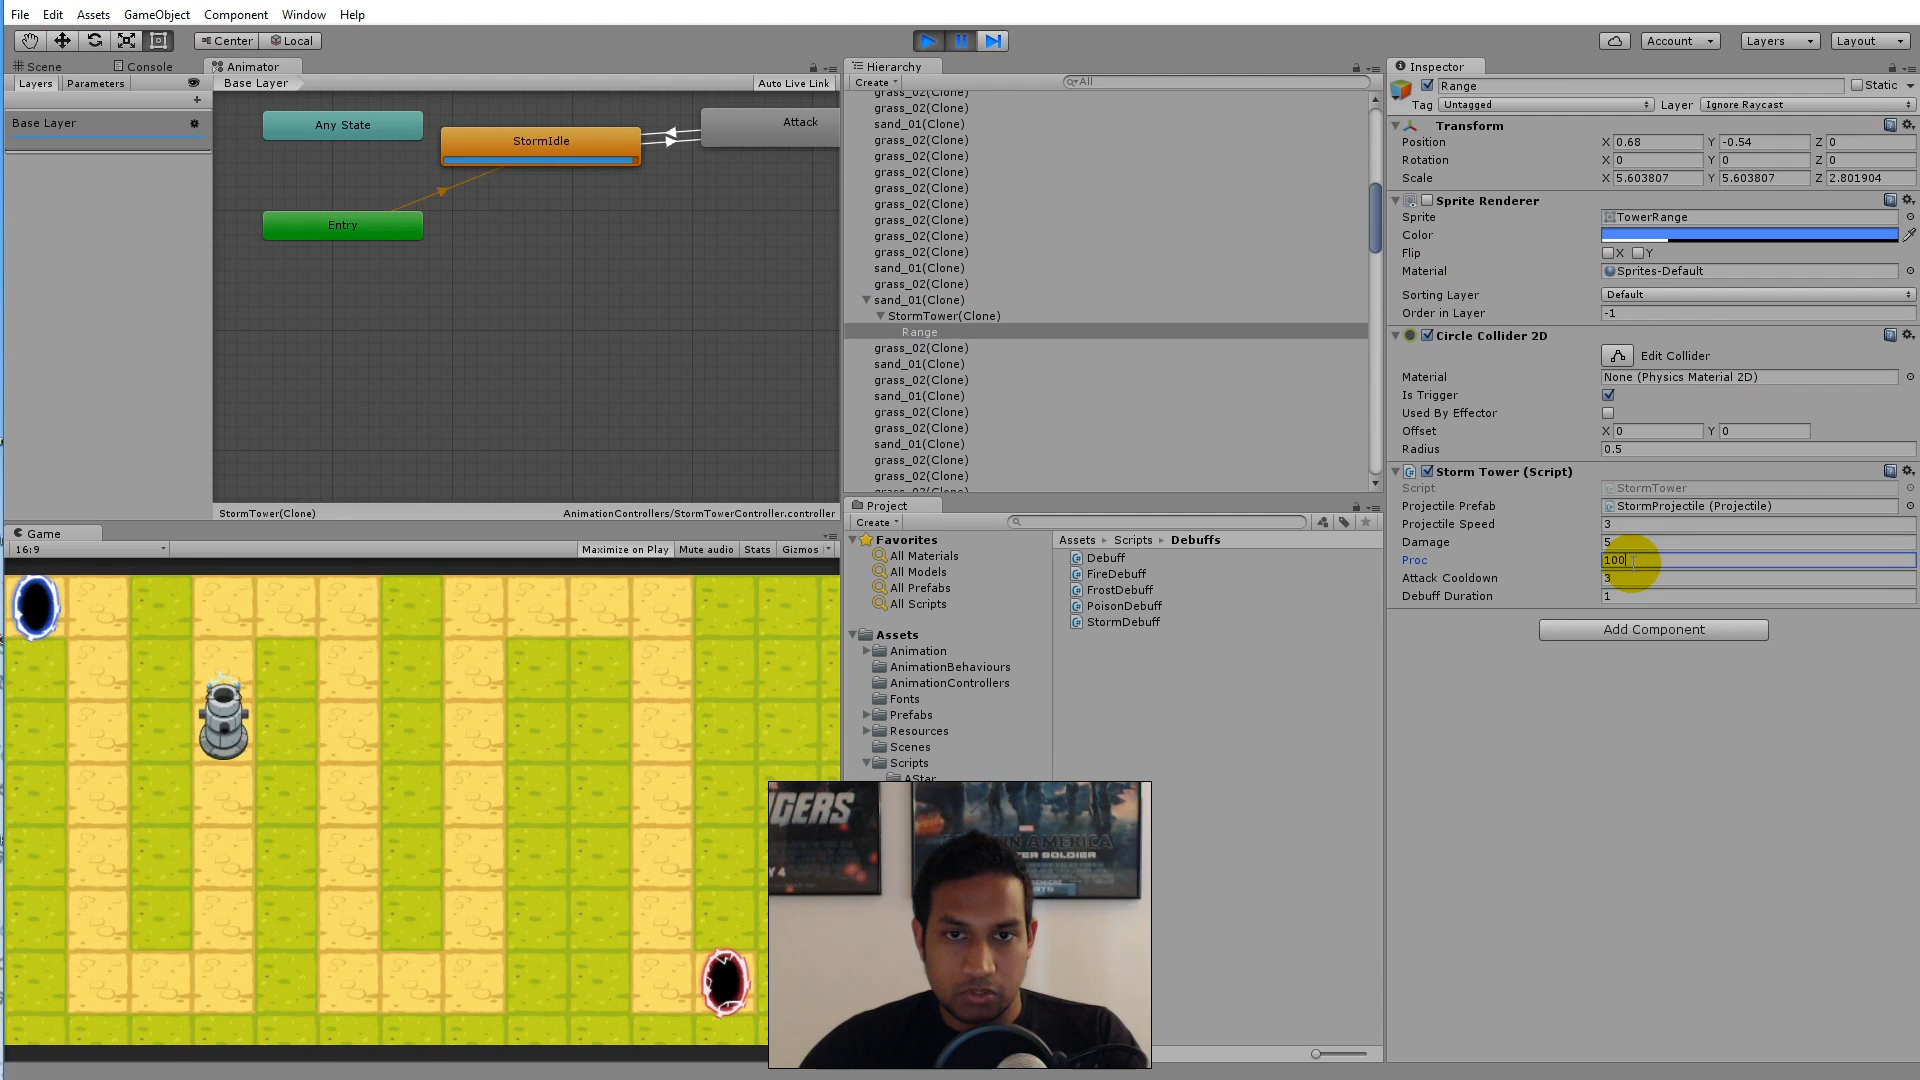 File Edit Assets GameObject Component Window Help
Center Local
Account Layers Layout
Scene Console Animator
Layers Parameters
Base Layer
Auto Live Link
Base Layer
Any State
StormIdle
Attack
Entry
StormTower(Clone)
AnimationControllers/StormTowerController.controller
Game
16:9
Maximize on Play Mute audio Stats Gizmos
Hierarchy
Create
All
grass_02(Clone)
grass_02(Clone)
sand_01(Clone)
grass_02(Clone)
grass_02(Clone)
grass_02(Clone)
grass_02(Clone)
grass_02(Clone)
grass_02(Clone)
grass_02(Clone)
grass_02(Clone)
sand_01(Clone)
grass_02(Clone)
sand_01(Clone)
StormTower(Clone)
Range
grass_02(Clone)
sand_01(Clone)
grass_02(Clone)
sand_01(Clone)
grass_02(Clone)
grass_02(Clone)
sand_01(Clone)
grass_02(Clone)
grass_02(Clone)
Project
Create
Favorites
All Materials
All Models
All Prefabs
All Scripts
Assets
Animation
AnimationBehaviours
AnimationControllers
Fonts
Prefabs
Resources
Scenes
Scripts
AStar
Assets Scripts Debuffs
Debuff
FireDebuff
FrostDebuff
PoisonDebuff
StormDebuff
Inspector
Range
Static
Tag Untagged Layer Ignore Raycast
Transform
Position X 0.68 Y -0.54 Z 0
Rotation X 0 Y 0 Z 0
Scale X 5.603807 Y 5.603807 Z 2.801904
Sprite Renderer
Sprite TowerRange
Color
Flip X Y
Material Sprites-Default
Sorting Layer Default
Order in Layer -1
Circle Collider 2D
Edit Collider
Material None (Physics Material 2D)
Is Trigger
Used By Effector
Offset X 0 Y 0
Radius 0.5
Storm Tower (Script)
Script StormTower
Projectile Prefab StormProjectile (Projectile)
Projectile Speed 3
Damage 5
Proc 100
Attack Cooldown 3
Debuff Duration 1
Add Component